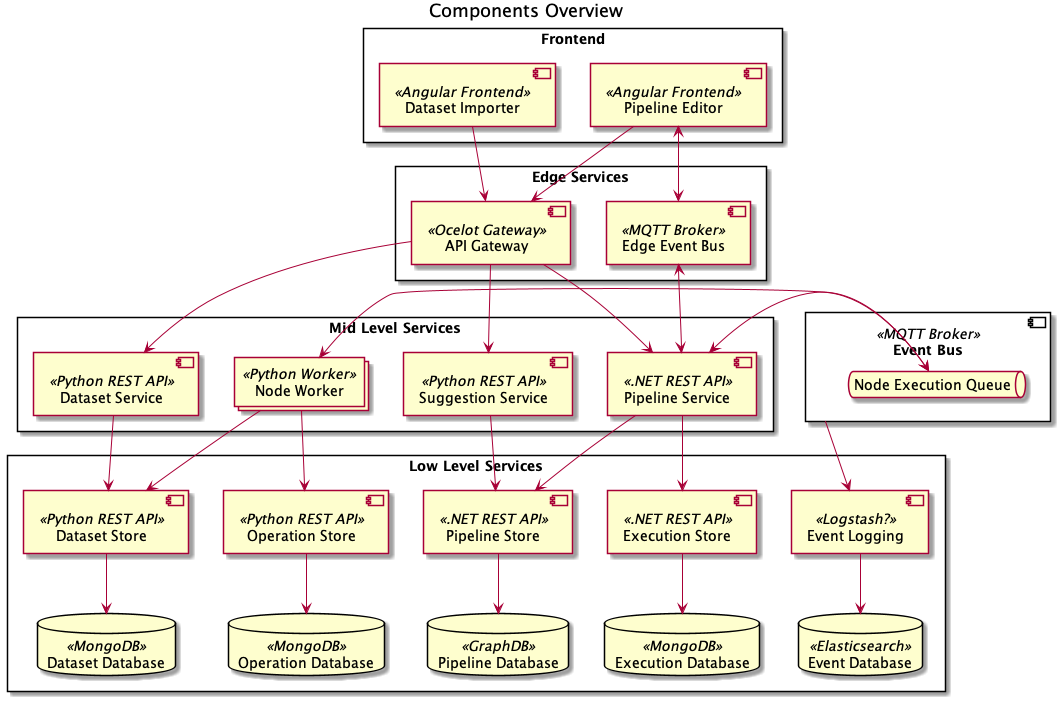 Components Overview
Frontend
«Angular Frontend»
Dataset Importer
«Angular Frontend»
Pipeline Editor
Edge Services
«Ocelot Gateway»
API Gateway
«MQTT Broker»
Edge Event Bus
Mid Level Services
«Python REST API»
Dataset Service
«Python Worker»
Node Worker
«Python REST API»
Suggestion Service
«.NET REST API»
Pipeline Service
«MQTT Broker»
Event Bus
Node Execution Queue
Low Level Services
«Python REST API»
Dataset Store
«Python REST API»
Operation Store
«.NET REST API»
Pipeline Store
«.NET REST API»
Execution Store
«Logstash?»
Event Logging
«MongoDB»
Dataset Database
«MongoDB»
Operation Database
«GraphDB»
Pipeline Database
«MongoDB»
Execution Database
«Elasticsearch»
Event Database